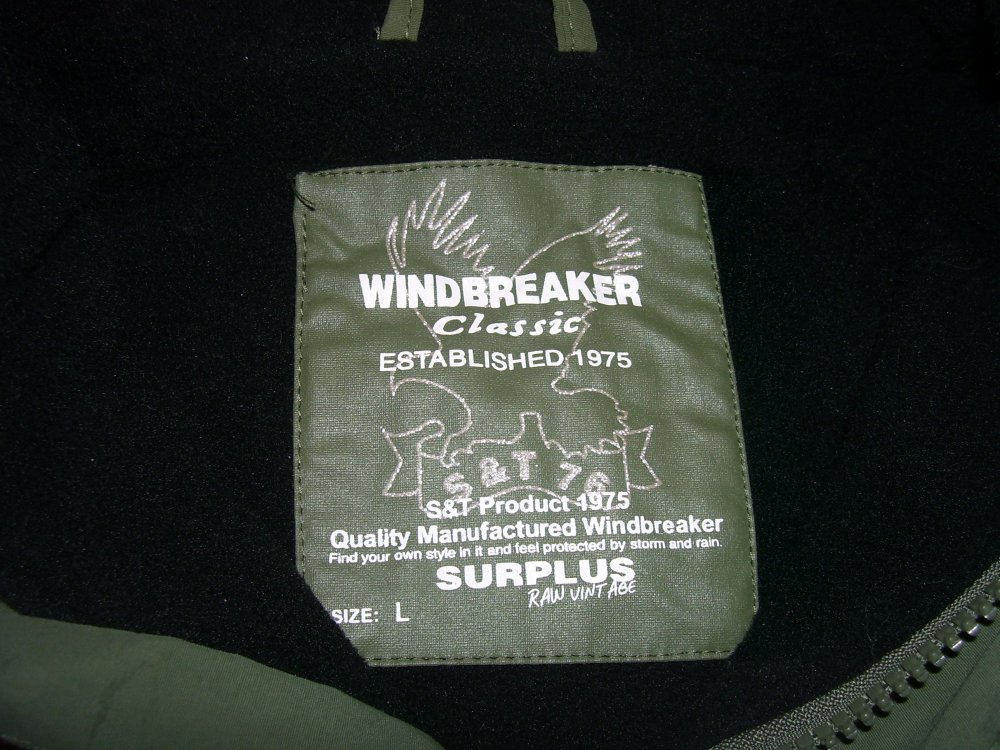 WINDBREAKER
Classic
ESTABLISHED 1975
S&T 76
S&T Product 1975
Quality Manufactured Windbreaker
Find your own style in it and feel protected by storm and rain.
SURPLUS
RAW VINTAGE
SIZE: L